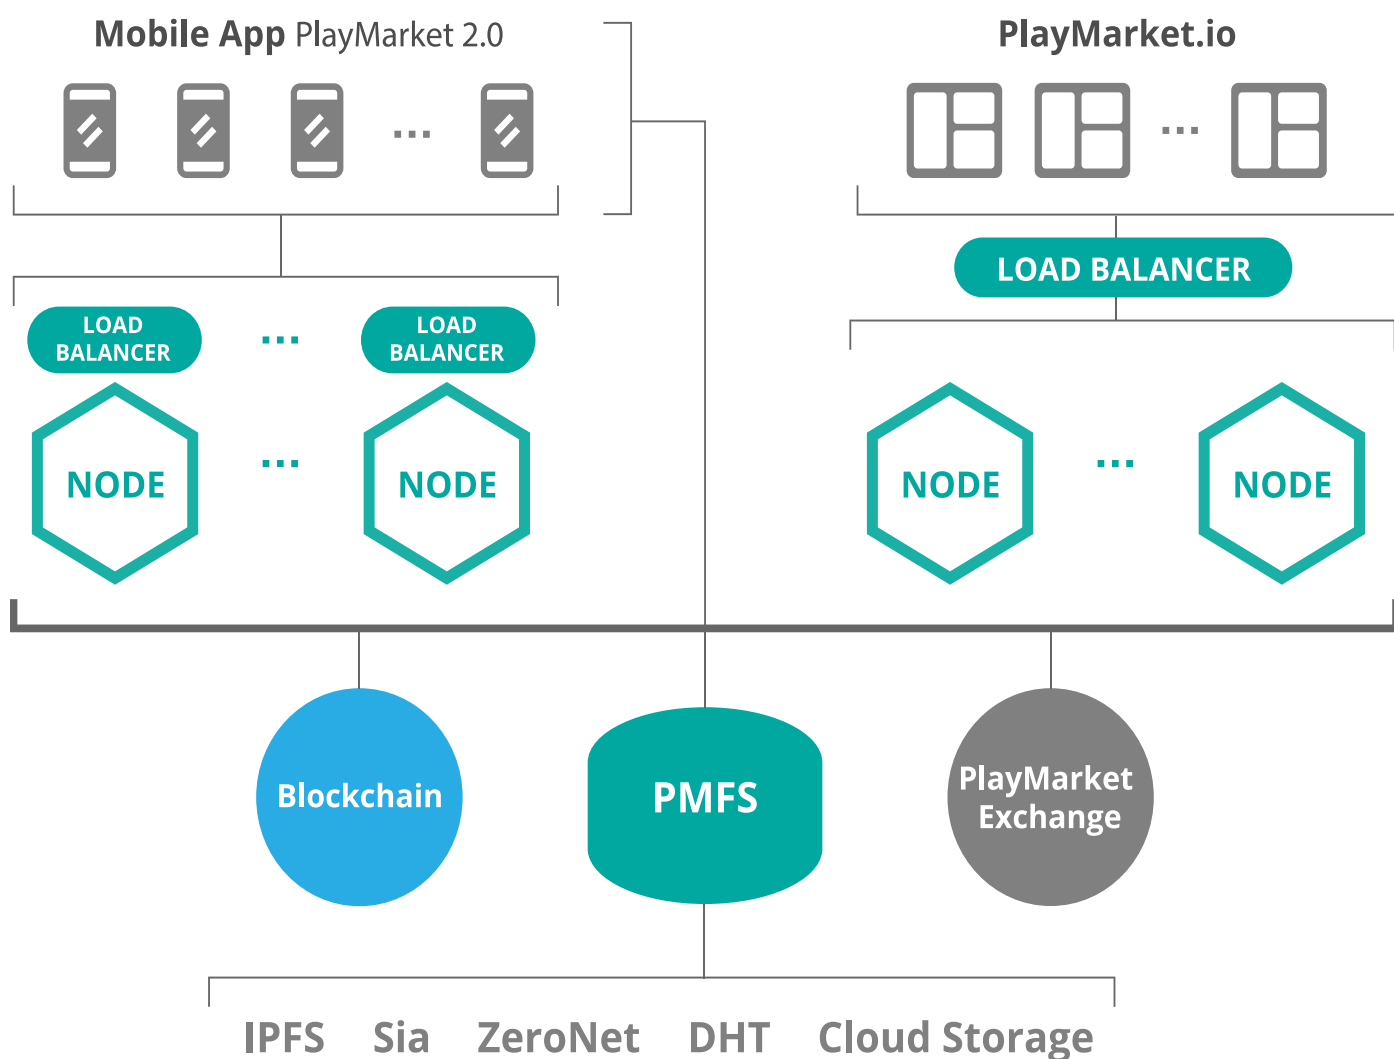 Mobile App PlayMarket 2.0
PlayMarket.io
...
...
LOAD BALANCER
LOAD
BALANCER
...
LOAD
BALANCER
NODE
...
NODE
NODE
...
NODE
Blockchain
PMFS
PlayMarket
Exchange
IPFS Sia ZeroNet DHT Cloud Storage